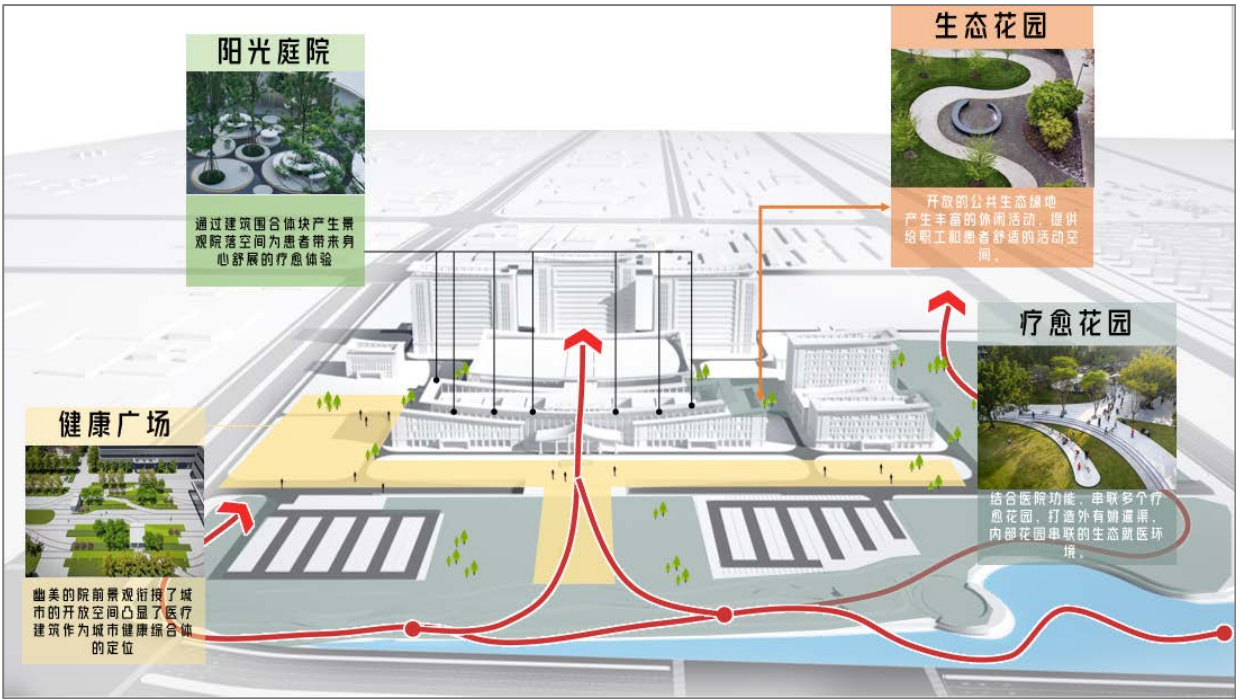 阳光庭院
通过建筑围合体块产生景
观院落空间为患者带来身
心舒展的疗愈体验
生态花园
开放的公共生态绿地
产生丰富的休闲活动，提供
给职工和患者舒适的活动空
间。
疗愈花园
结合医院功能，串联多个疗
愈花园，打造外有姚暹渠，
内部花园串联的生态就医环
境。
健康广场
幽美的院前景观衔接了城
市的开放空间凸显了医疗
建筑作为城市健康综合体
的定位